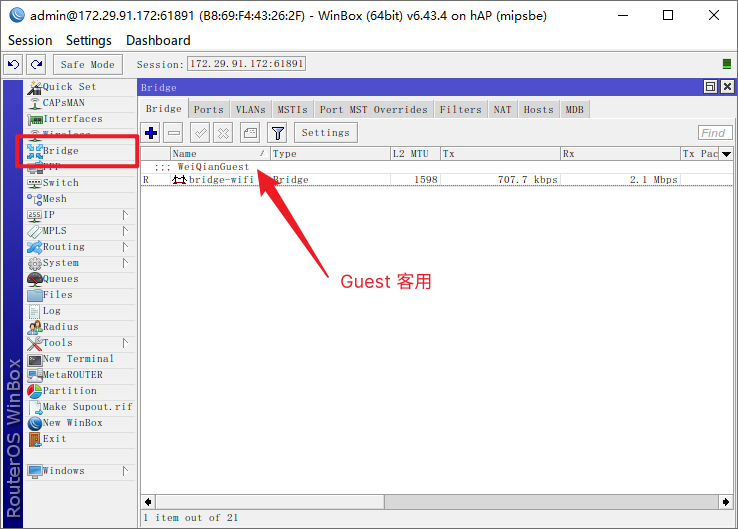 admin@172.29.91.172:61891 (B8:69:F4:43:26:2F) - WinBox (64bit) v6.43.4 on hAP (mipsbe)
Session Settings Dashboard
Safe Mode Session: 172.29.91.172:61891
Quick Set
CAPsMAN
Interfaces
Wireless
Bridge
PPP
Switch
Mesh
IP
MPLS
Routing
System
Queues
Files
Log
Radius
Tools
New Terminal
MetaROUTER
Partition
Make Supout.rif
New WinBox
Exit
Windows
RouterOS WinBox
Bridge
Bridge Ports VLANs MSTIs Port MST Overrides Filters NAT Hosts MDB
Settings Find
Name / Type L2 MTU Tx Rx Tx Pac
;;; WeiQianGuest
R bridge-wifi Bridge 1598 707.7 kbps 2.1 Mbps
Guest 客用
1 item out of 21